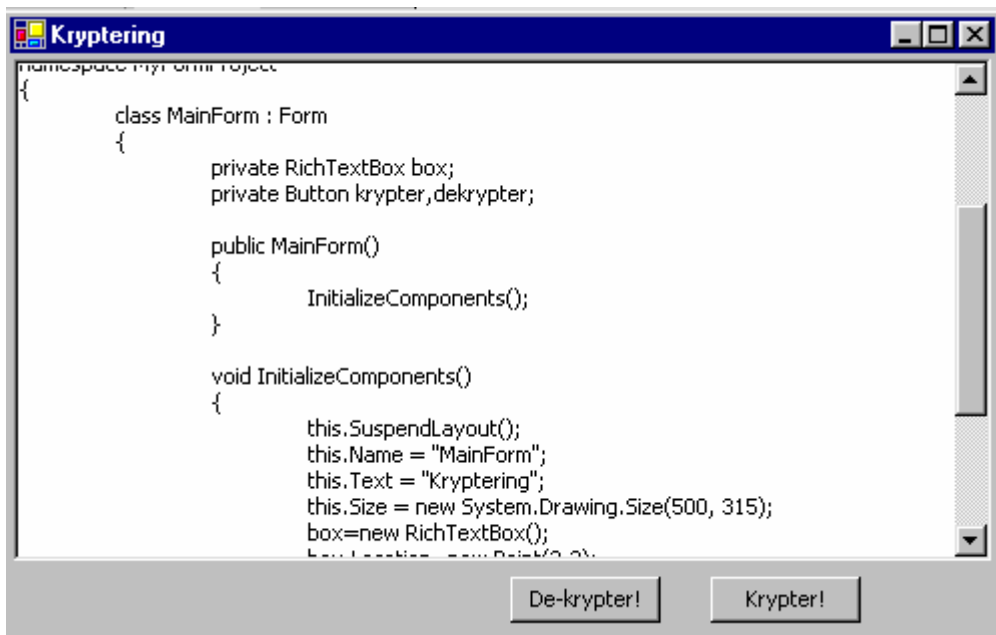 Kryptering
namespace MyFormProject
{
class MainForm : Form
{
private RichTextBox box;
private Button krypter,dekrypter;
public MainForm()
{
InitializeComponents();
}
void InitializeComponents()
{
this.SuspendLayout();
this.Name = "MainForm";
this.Text = "Kryptering";
this.Size = new System.Drawing.Size(500, 315);
box=new RichTextBox();
De-krypter!
Krypter!